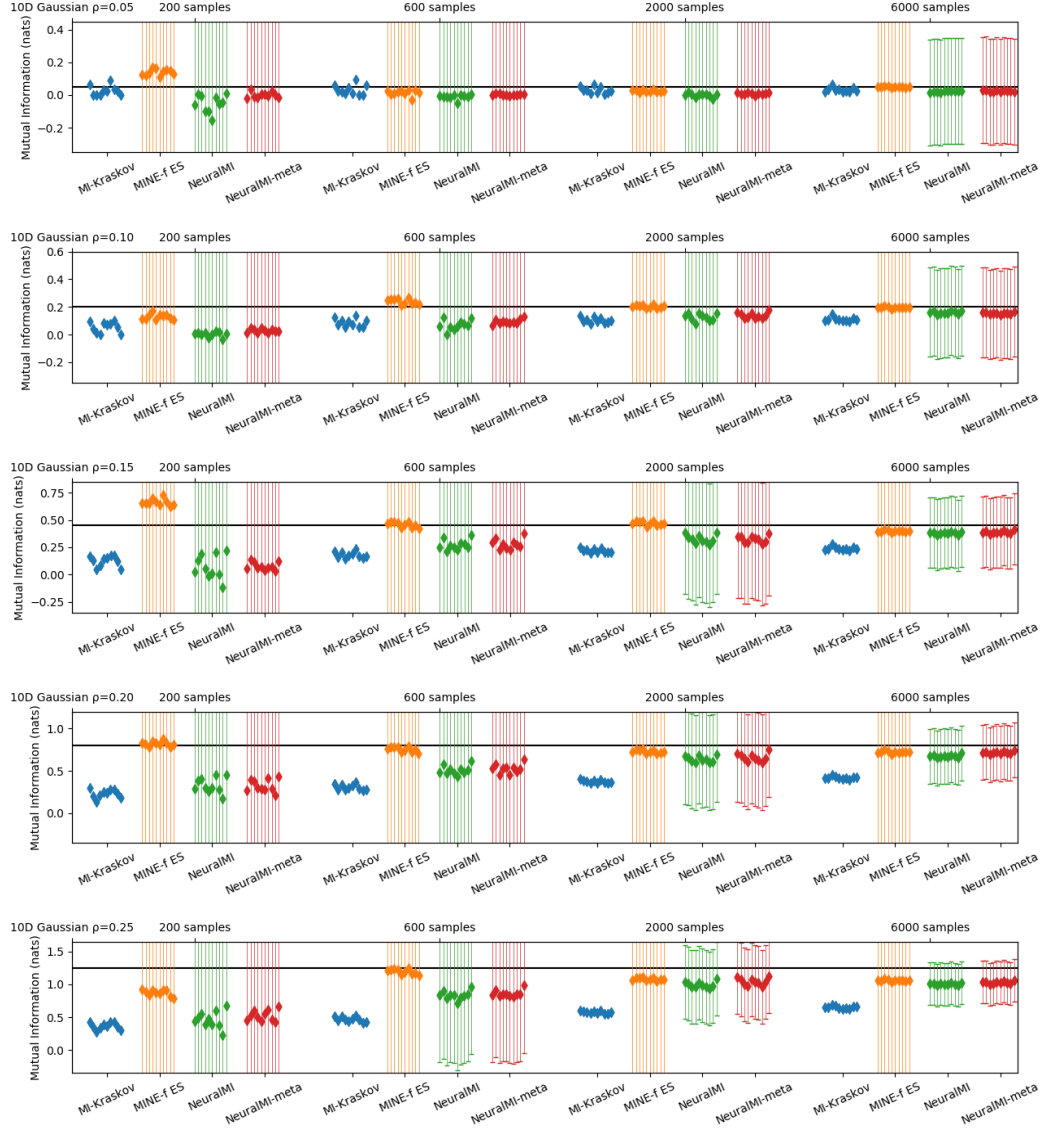 10D Gaussian ρ=0.05 200 samples 600 samples 2000 samples 6000 samples
Mutual Information (nats)
0.4
0.2
0.0
−0.2
MI-Kraskov MINE-f ES NeuralMI NeuralMI-meta MI-Kraskov MINE-f ES NeuralMI NeuralMI-meta MI-Kraskov MINE-f ES NeuralMI NeuralMI-meta MI-Kraskov MINE-f ES NeuralMI NeuralMI-meta
10D Gaussian ρ=0.10 200 samples 600 samples 2000 samples 6000 samples
Mutual Information (nats)
0.6
0.4
0.2
0.0
−0.2
MI-Kraskov MINE-f ES NeuralMI NeuralMI-meta MI-Kraskov MINE-f ES NeuralMI NeuralMI-meta MI-Kraskov MINE-f ES NeuralMI NeuralMI-meta MI-Kraskov MINE-f ES NeuralMI NeuralMI-meta
10D Gaussian ρ=0.15 200 samples 600 samples 2000 samples 6000 samples
Mutual Information (nats)
0.75
0.50
0.25
0.00
−0.25
MI-Kraskov MINE-f ES NeuralMI NeuralMI-meta MI-Kraskov MINE-f ES NeuralMI NeuralMI-meta MI-Kraskov MINE-f ES NeuralMI NeuralMI-meta MI-Kraskov MINE-f ES NeuralMI NeuralMI-meta
10D Gaussian ρ=0.20 200 samples 600 samples 2000 samples 6000 samples
Mutual Information (nats)
1.0
0.5
0.0
MI-Kraskov MINE-f ES NeuralMI NeuralMI-meta MI-Kraskov MINE-f ES NeuralMI NeuralMI-meta MI-Kraskov MINE-f ES NeuralMI NeuralMI-meta MI-Kraskov MINE-f ES NeuralMI NeuralMI-meta
10D Gaussian ρ=0.25 200 samples 600 samples 2000 samples 6000 samples
Mutual Information (nats)
1.5
1.0
0.5
0.0
MI-Kraskov MINE-f ES NeuralMI NeuralMI-meta MI-Kraskov MINE-f ES NeuralMI NeuralMI-meta MI-Kraskov MINE-f ES NeuralMI NeuralMI-meta MI-Kraskov MINE-f ES NeuralMI NeuralMI-meta